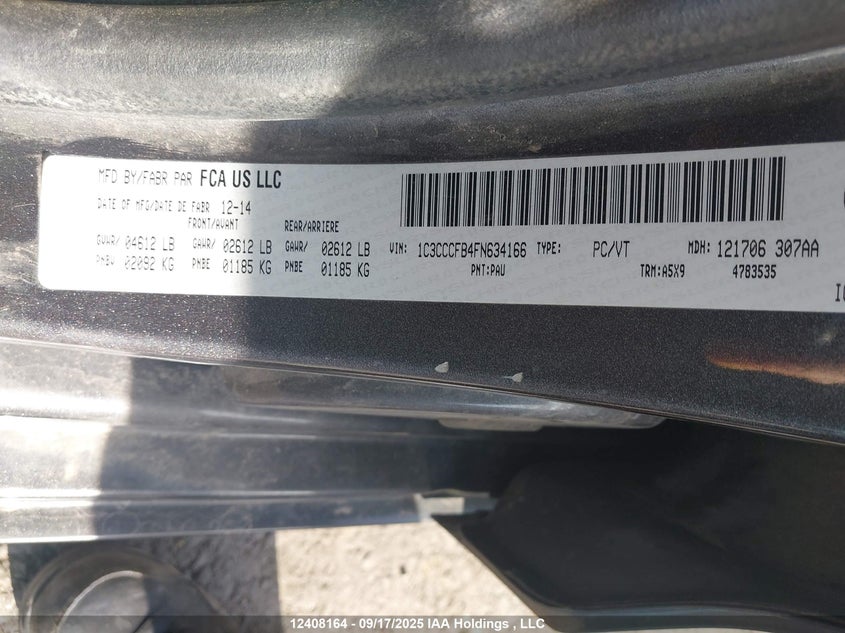 MFD BY/FABR PAR FCA US LLC
DATE OF MFG/DATE DE FABR 12-14
FRONT/AVANT REAR/ARRIERE
GVWR/ 04612 LB GAWR/ 02612 LB GAWR/ 02612 LB VIN: 1C3CCCFB4FN634166 TYPE: PC/VT MDH: 121706 307AA
PNBV 02092 KG PNBE 01185 KG PNBE 01185 KG PNT:PAU TRM:A5X9 4783535
12408164 - 09/17/2025 IAA Holdings , LLC